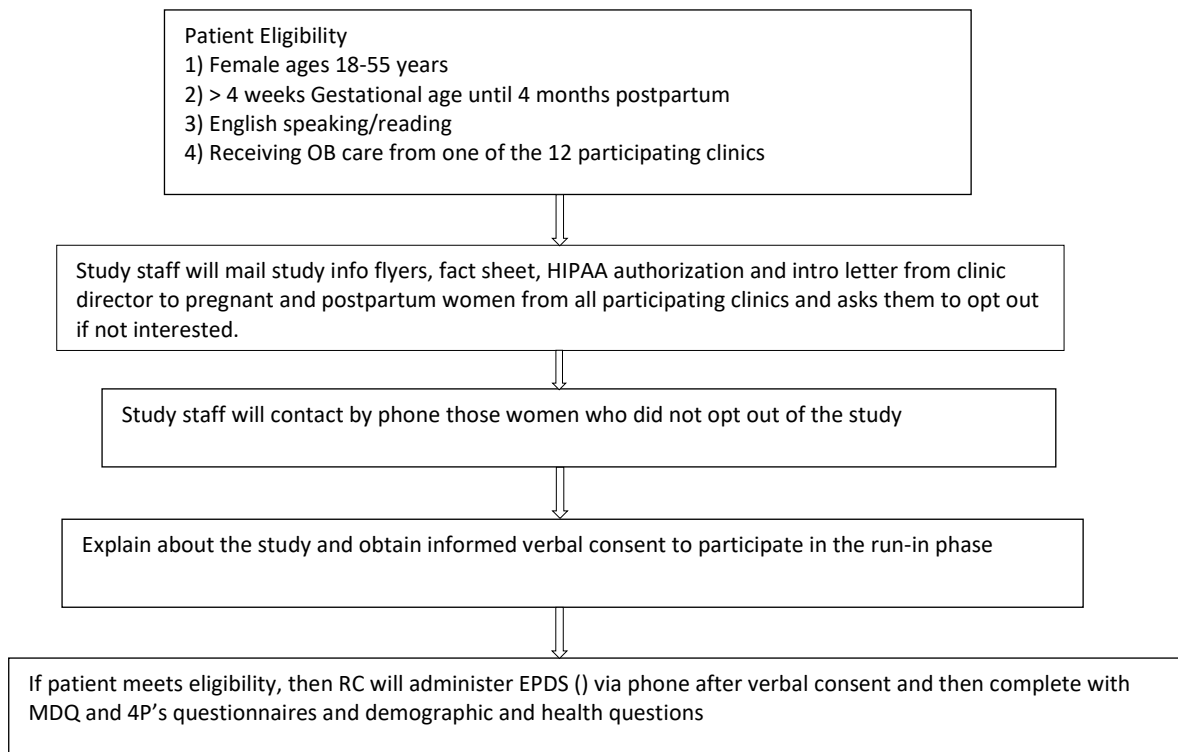 Patient Eligibility
1) Female ages 18-55 years
2) > 4 weeks Gestational age until 4 months postpartum
3) English speaking/reading
4) Receiving OB care from one of the 12 participating clinics
Study staff will mail study info flyers, fact sheet, HIPAA authorization and intro letter from clinic
director to pregnant and postpartum women from all participating clinics and asks them to opt out
if not interested.
Study staff will contact by phone those women who did not opt out of the study
Explain about the study and obtain informed verbal consent to participate in the run-in phase
If patient meets eligibility, then RC will administer EPDS () via phone after verbal consent and then complete with
MDQ and 4P’s questionnaires and demographic and health questions